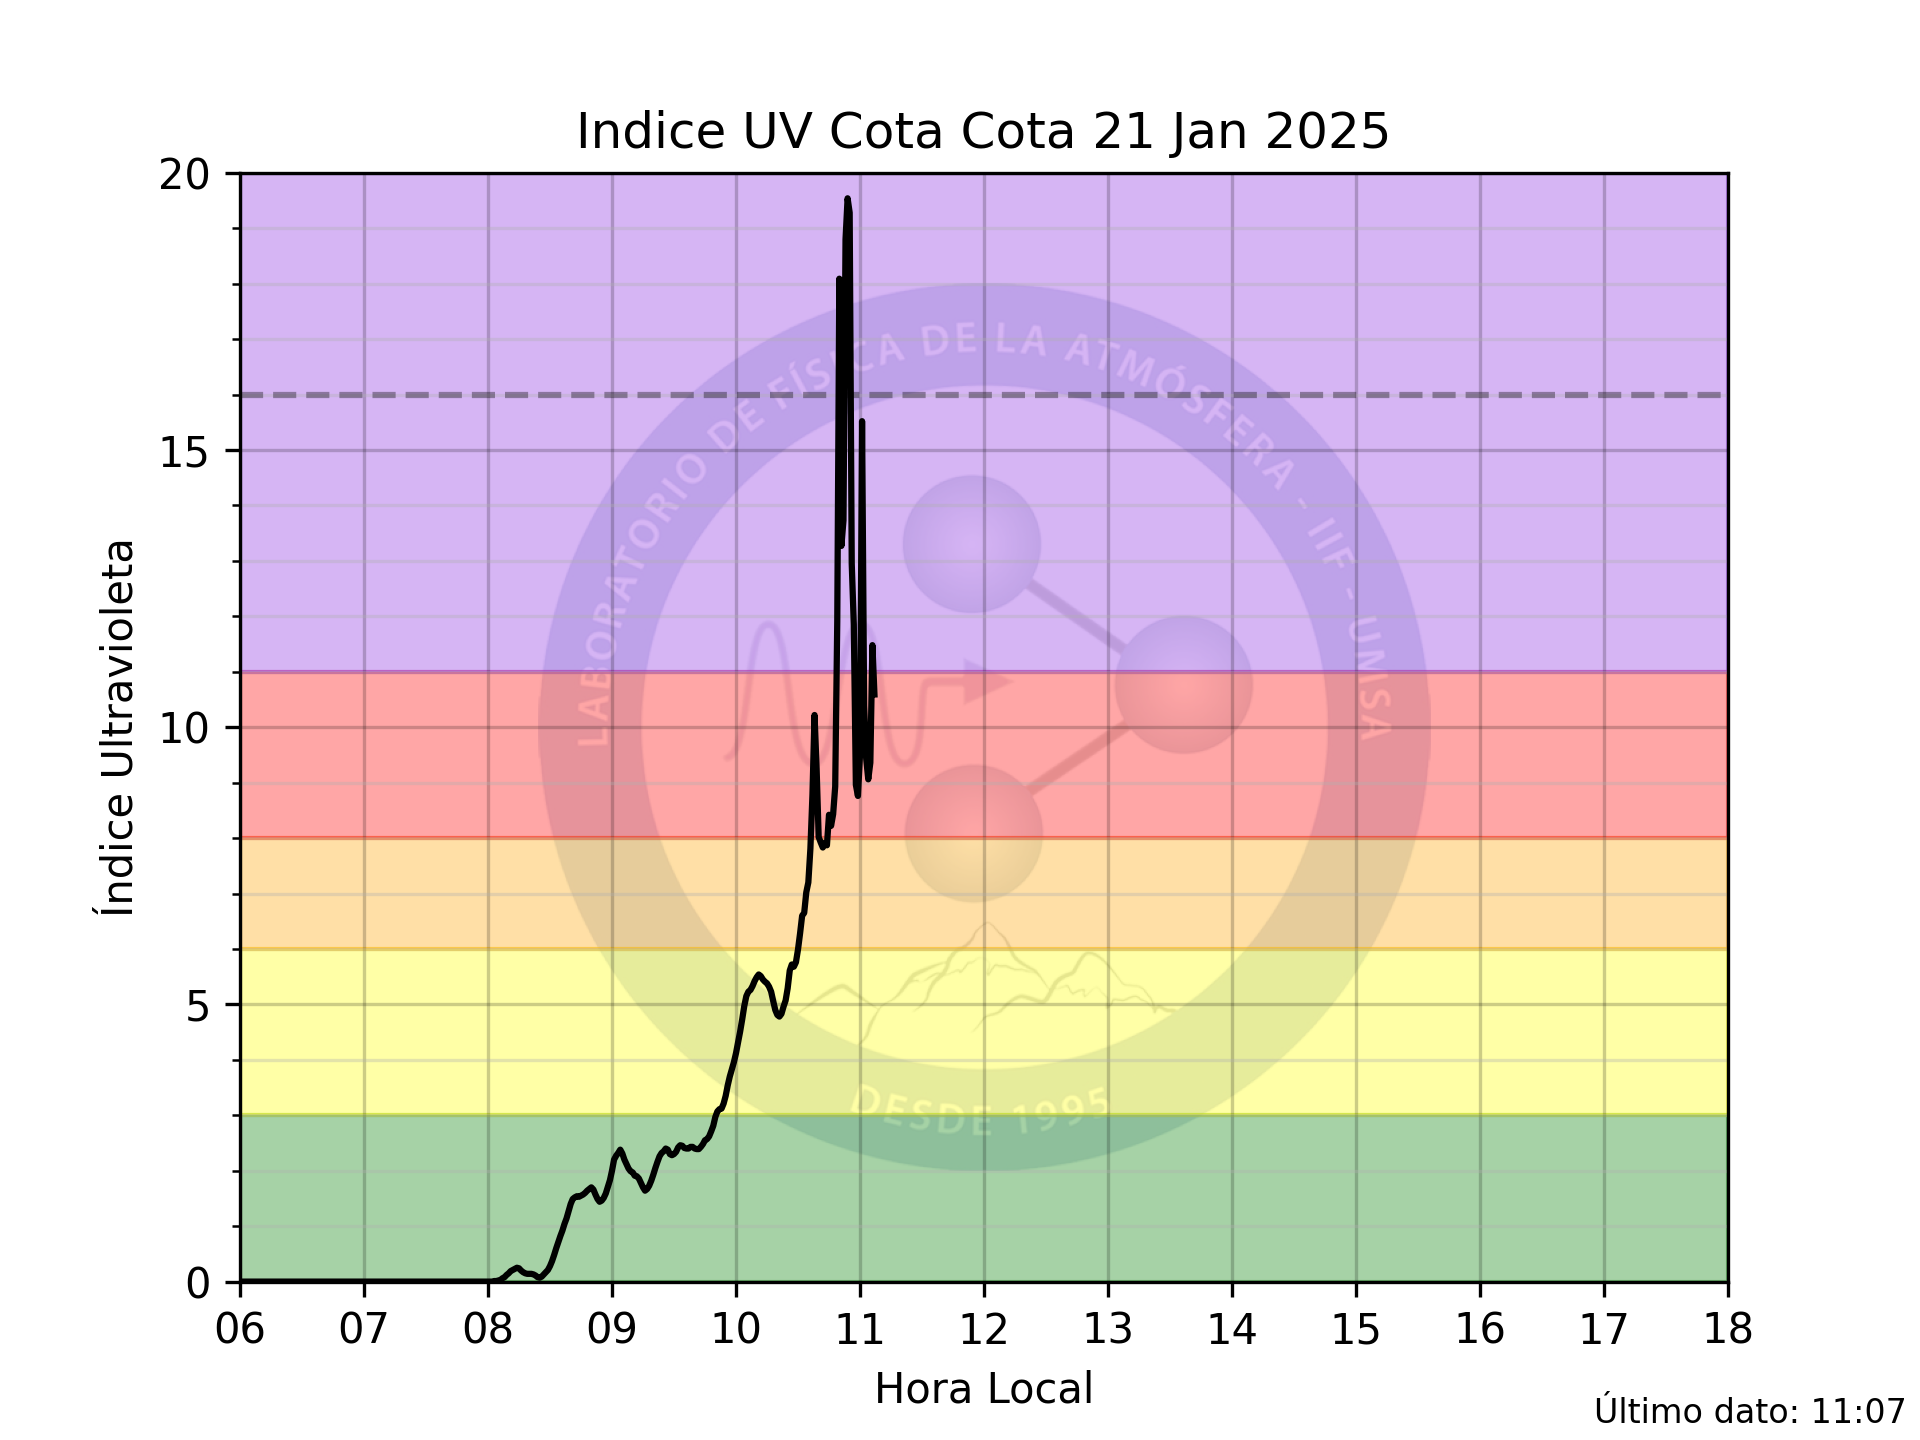 Indice UV Cota Cota 21 Jan 2025
20
15
10
5
0
Índice Ultravioleta
LABORATORIO DE FÍSICA DE LA ATMÓSFERA - IIF - UMSA
DESDE 1995
06 07 08 09 10 11 12 13 14 15 16 17 18
Hora Local
Último dato: 11:07